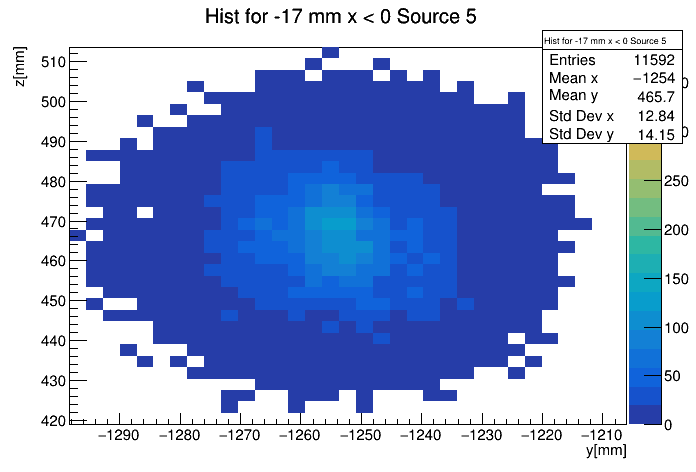 Hist for -17 mm x < 0 Source 5
Hist for -17 mm x < 0 Source 5
Entries 11592
Mean x −1254
Mean y 465.7
Std Dev x 12.84
Std Dev y 14.15
z[mm]
510
500
490
480
470
460
450
440
430
420
−1290 −1280 −1270 −1260 −1250 −1240 −1230 −1220 −1210
y[mm]
250
200
150
100
50
0